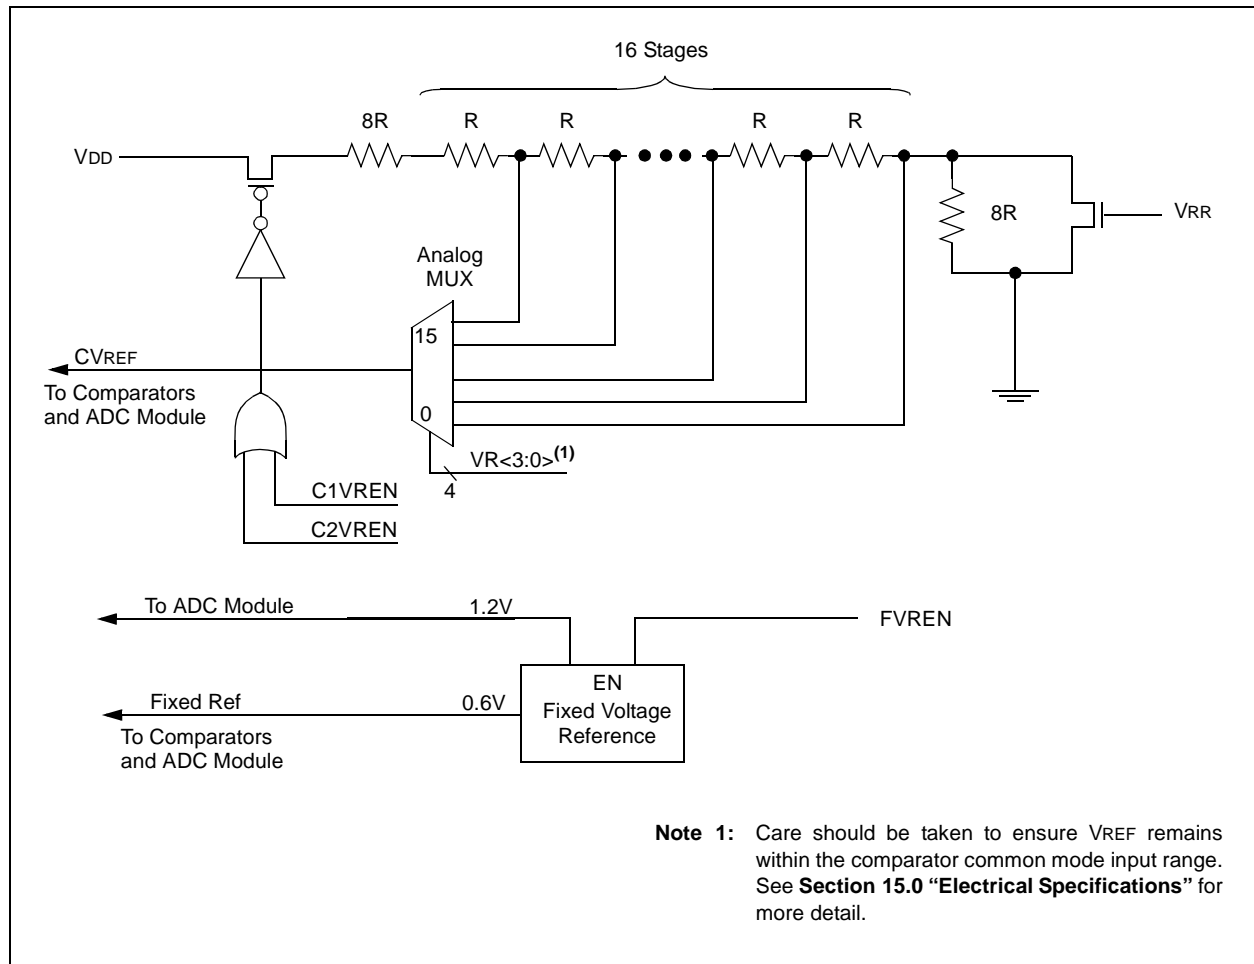 16 Stages
8R R R R R
VDD
8R
VRR
Analog
MUX
15
CVREF
To Comparators
and ADC Module
0
VR<3:0>(1)
4
C1VREN
C2VREN
To ADC Module 1.2V FVREN
EN
Fixed Ref 0.6V Fixed Voltage
Reference
To Comparators
and ADC Module
Note 1: Care should be taken to ensure VREF remains
within the comparator common mode input range.
See Section 15.0 “Electrical Specifications” for
more detail.